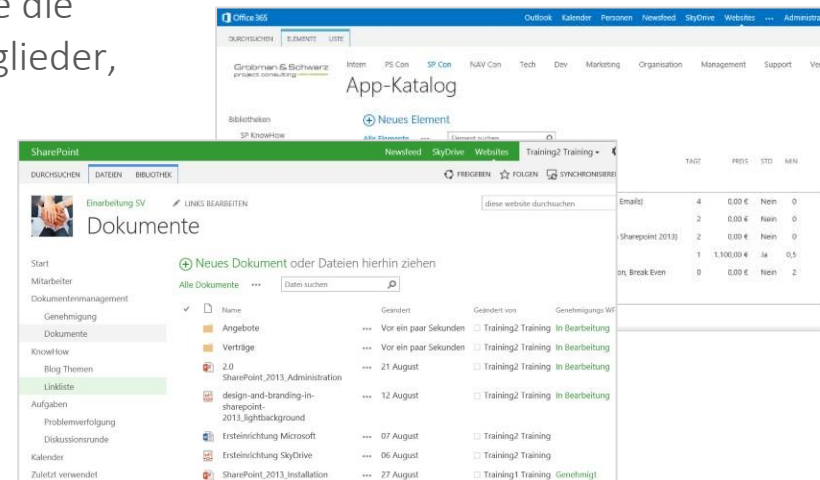 e die
glieder,
Office 365
Outlook Kalender Personen Newsfeed SkyDrive Websites ... Administra
DURCHSUCHEN ELEMENTE LISTE
Grobman & Schwarz
project consulting
Intern PS Con SP Con NAV Con Tech Dev Marketing Organisation Management Support Ver
App-Katalog
Bibliotheken
SP KnowHow
Neues Element
Alle Elemente ... Element suchen
TAGE PREIS STD MIN
Emails) 4 0,00 € Nein 0
2 0,00 € Nein 0
Sharepoint 2013) 2 0,00 € Nein 0
1 1.100,00 € Ja 0,5
on, Break Even 0 0,00 € Nein 2
SharePoint
Newsfeed SkyDrive Websites Training2 Training
DURCHSUCHEN DATEIEN BIBLIOTHEK
FREIGEBEN FOLGEN SYNCHRONISIERE
Einarbeitung SV
LINKS BEARBEITEN
diese website durchsuchen
Dokumente
Start
Mitarbeiter
Dokumentenmanagement
Genehmigung
Dokumente
KnowHow
Blog Themen
Linkliste
Aufgaben
Problemverfolgung
Diskussionsrunde
Kalender
Zuletzt verwendet
Neues Dokument oder Dateien hierhin ziehen
Alle Dokumente ... Datei suchen
Name Geändert Geändert von Genehmigungs WF
Angebote ... Vor ein paar Sekunden Training2 Training In Bearbeitung
Verträge ... Vor ein paar Sekunden Training2 Training In Bearbeitung
2.0 ... 21 August Training2 Training In Bearbeitung
SharePoint_2013_Administration
design-and-branding-in- ... 12 August Training2 Training In Bearbeitung
sharepoint-
2013_lightbackground
Ersteinrichtung Microsoft ... 07 August Training2 Training
Ersteinrichtung SkyDrive ... 06 August Training2 Training
SharePoint_2013_Installation ... 27 August Training1 Training Genehmigt